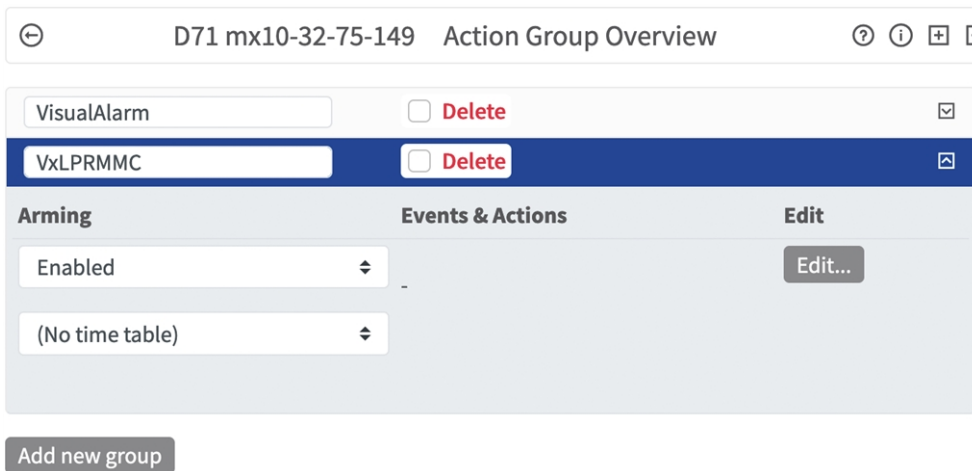 D71 mx10-32-75-149 Action Group Overview
VisualAlarm Delete
VxLPRMMC Delete
Arming Events & Actions Edit
Enabled - Edit...
(No time table)
Add new group